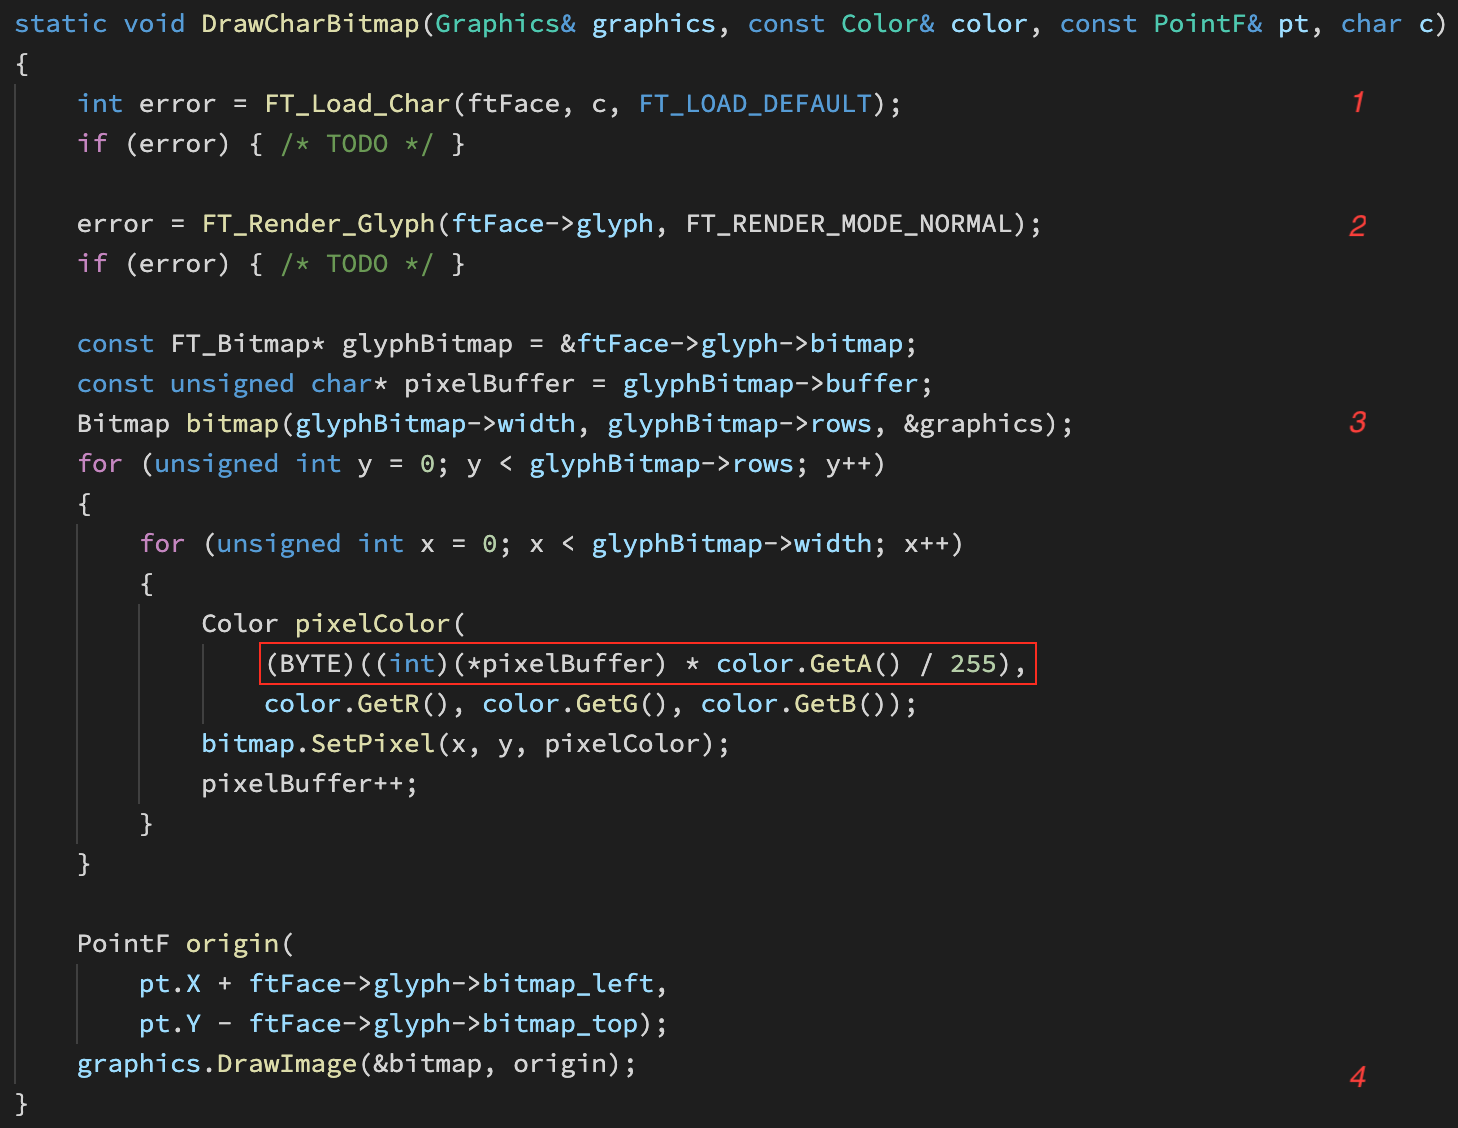 static void DrawCharBitmap(Graphics& graphics, const Color& color, const PointF& pt, char c)
{
    int error = FT_Load_Char(ftFace, c, FT_LOAD_DEFAULT); 1
    if (error) { /* TODO */ }
    error = FT_Render_Glyph(ftFace->glyph, FT_RENDER_MODE_NORMAL); 2
    if (error) { /* TODO */ }
    const FT_Bitmap* glyphBitmap = &ftFace->glyph->bitmap;
    const unsigned char* pixelBuffer = glyphBitmap->buffer;
    Bitmap bitmap(glyphBitmap->width, glyphBitmap->rows, &graphics); 3
    for (unsigned int y = 0; y < glyphBitmap->rows; y++)
    {
        for (unsigned int x = 0; x < glyphBitmap->width; x++)
        {
            Color pixelColor(
                (BYTE)((int)(*pixelBuffer) * color.GetA() / 255),
                color.GetR(), color.GetG(), color.GetB());
            bitmap.SetPixel(x, y, pixelColor);
            pixelBuffer++;
        }
    }
    PointF origin(
        pt.X + ftFace->glyph->bitmap_left,
        pt.Y - ftFace->glyph->bitmap_top);
    graphics.DrawImage(&bitmap, origin); 4
}